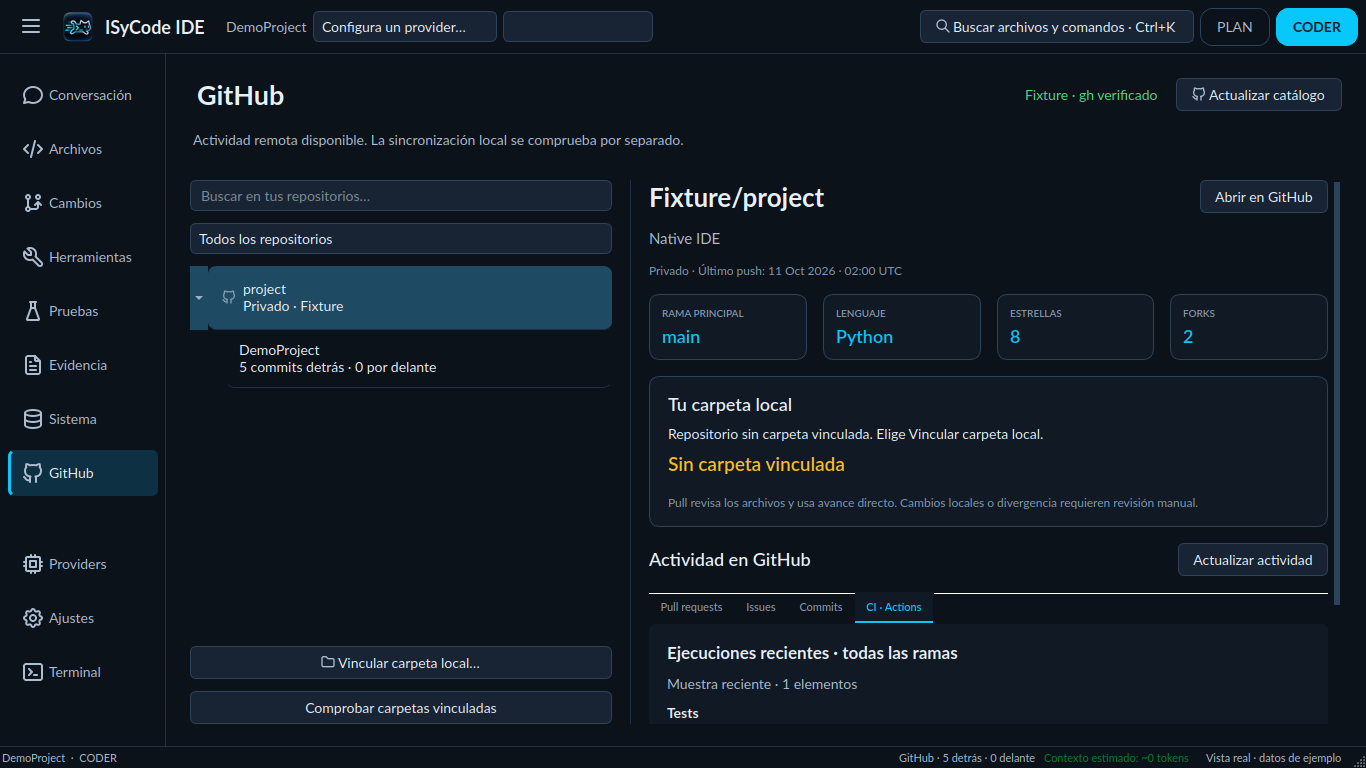 ISyCode IDE
DemoProject
Configura un provider...
Buscar archivos y comandos · Ctrl+K
PLAN
CODER
Conversación
Archivos
Cambios
Herramientas
Pruebas
Evidencia
Sistema
GitHub
Providers
Ajustes
Terminal
GitHub
Fixture · gh verificado
Actualizar catálogo
Actividad remota disponible. La sincronización local se comprueba por separado.
Buscar en tus repositorios...
Todos los repositorios
project
Privado · Fixture
DemoProject
5 commits detrás · 0 por delante
Vincular carpeta local...
Comprobar carpetas vinculadas
Fixture/project
Abrir en GitHub
Native IDE
Privado · Último push: 11 Oct 2026 · 02:00 UTC
RAMA PRINCIPAL
main
LENGUAJE
Python
ESTRELLAS
8
FORKS
2
Tu carpeta local
Repositorio sin carpeta vinculada. Elige Vincular carpeta local.
Sin carpeta vinculada
Pull revisa los archivos y usa avance directo. Cambios locales o divergencia requieren revisión manual.
Actividad en GitHub
Actualizar actividad
Pull requests
Issues
Commits
CI · Actions
Ejecuciones recientes · todas las ramas
Muestra reciente · 1 elementos
Tests
DemoProject · CODER
GitHub · 5 detrás · 0 delante
Contexto estimado: ~0 tokens
Vista real · datos de ejemplo